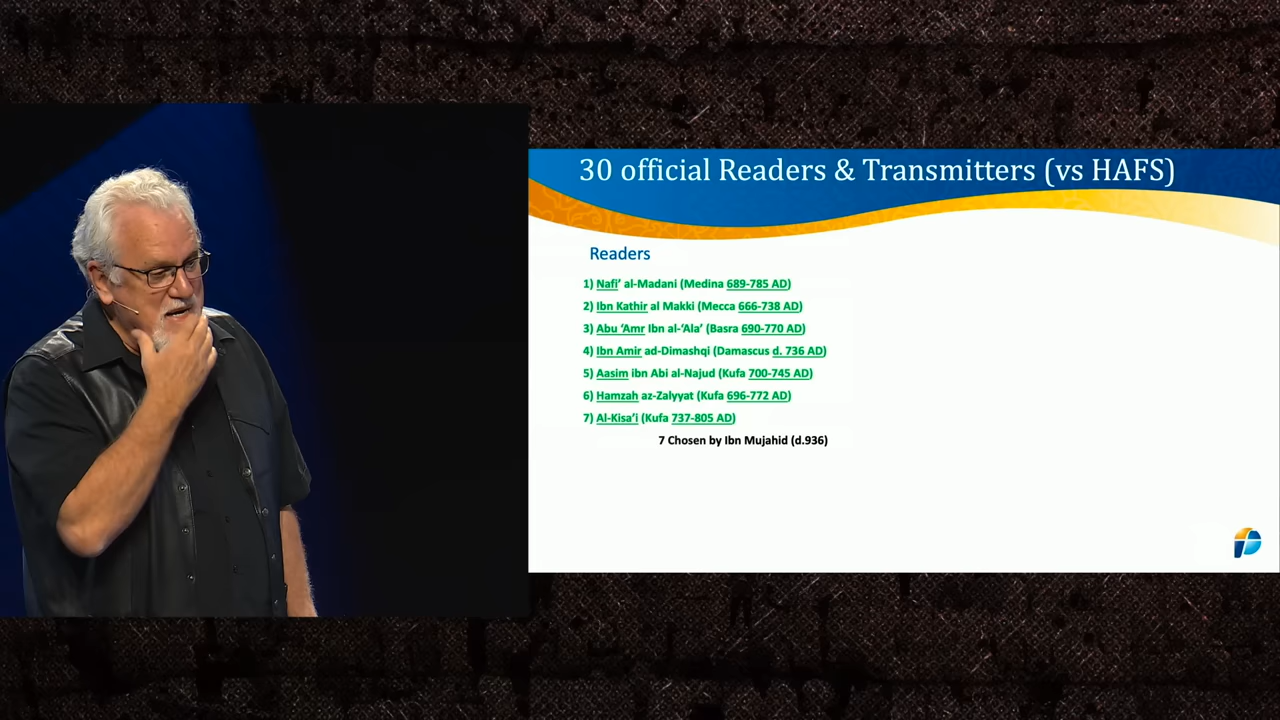 30 official Readers & Transmitters (vs HAFS)
Readers
1) Nafi' al-Madani (Medina 689-785 AD)
2) Ibn Kathir al Makki (Mecca 666-738 AD)
3) Abu ‘Amr Ibn al-‘Ala’ (Basra 690-770 AD)
4) Ibn Amir ad-Dimashqi (Damascus d. 736 AD)
5) Aasim ibn Abi al-Najud (Kufa 700-745 AD)
6) Hamzah az-Zalyyat (Kufa 696-772 AD)
7) Al-Kisa’i (Kufa 737-805 AD)
7 Chosen by Ibn Mujahid (d.936)